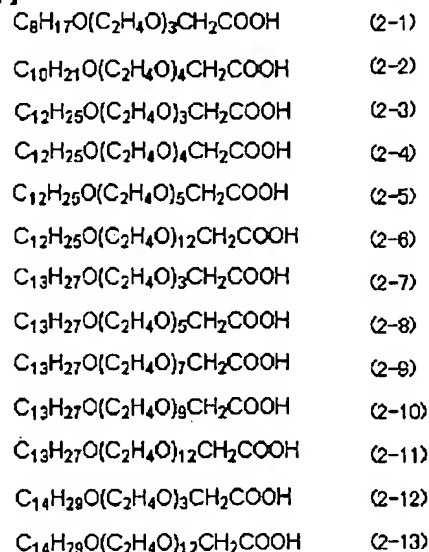 C₈H₁₇O(C₂H₄O)₃CH₂COOH (2-1)
C₁₀H₂₁O(C₂H₄O)₄CH₂COOH (2-2)
C₁₂H₂₅O(C₂H₄O)₃CH₂COOH (2-3)
C₁₂H₂₅O(C₂H₄O)₄CH₂COOH (2-4)
C₁₂H₂₅O(C₂H₄O)₅CH₂COOH (2-5)
C₁₂H₂₅O(C₂H₄O)₁₂CH₂COOH (2-6)
C₁₃H₂₇O(C₂H₄O)₃CH₂COOH (2-7)
C₁₃H₂₇O(C₂H₄O)₅CH₂COOH (2-8)
C₁₃H₂₇O(C₂H₄O)₇CH₂COOH (2-9)
C₁₃H₂₇O(C₂H₄O)₉CH₂COOH (2-10)
C₁₃H₂₇O(C₂H₄O)₁₂CH₂COOH (2-11)
C₁₄H₂₉O(C₂H₄O)₃CH₂COOH (2-12)
C₁₄H₂₉O(C₂H₄O)₁₂CH₂COOH (2-13)